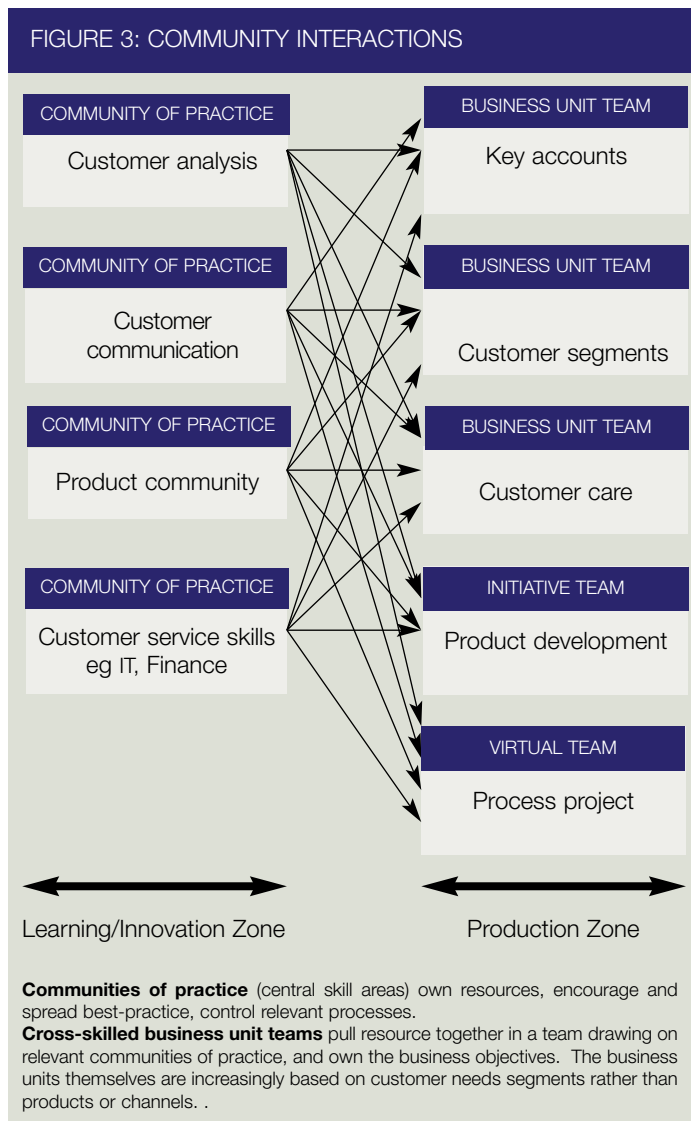 FIGURE 3: COMMUNITY INTERACTIONS
COMMUNITY OF PRACTICE
Customer analysis
COMMUNITY OF PRACTICE
Customer
communication
COMMUNITY OF PRACTICE
Product community
COMMUNITY OF PRACTICE
Customer service skills
eg IT, Finance
BUSINESS UNIT TEAM
Key accounts
BUSINESS UNIT TEAM
Customer segments
BUSINESS UNIT TEAM
Customer care
INITIATIVE TEAM
Product development
VIRTUAL TEAM
Process project
Learning/Innovation Zone
Production Zone
Communities of practice (central skill areas) own resources, encourage and
spread best-practice, control relevant processes.
Cross-skilled business unit teams pull resource together in a team drawing on
relevant communities of practice, and own the business objectives. The business
units themselves are increasingly based on customer needs segments rather than
products or channels. .